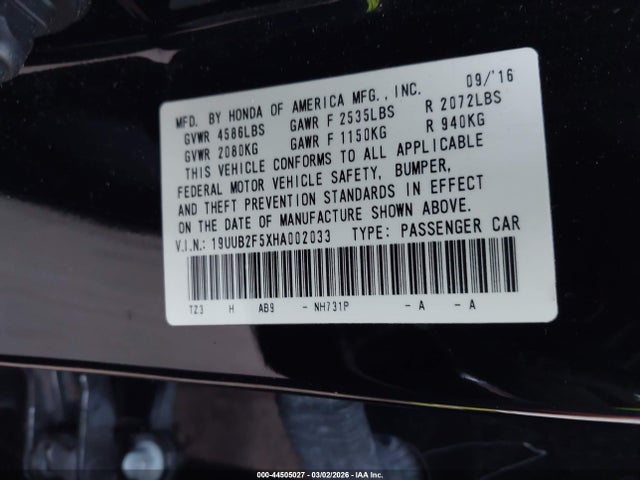 MFD. BY HONDA OF AMERICA MFG., INC. 09/'16
GVWR 4586LBS GAWR F 2535LBS R 2072LBS
GVWR 2080KG GAWR F 1150KG R 940KG
THIS VEHICLE CONFORMS TO ALL APPLICABLE
FEDERAL MOTOR VEHICLE SAFETY, BUMPER,
AND THEFT PREVENTION STANDARDS IN EFFECT
ON THE DATE OF MANUFACTURE SHOWN ABOVE.
V.I.N.: 19UUB2F5XHA002033 TYPE: PASSENGER CAR
TZ3 H AB9 - NH731P - A - A
000-44505027 - 03/02/2026 - IAA Inc.